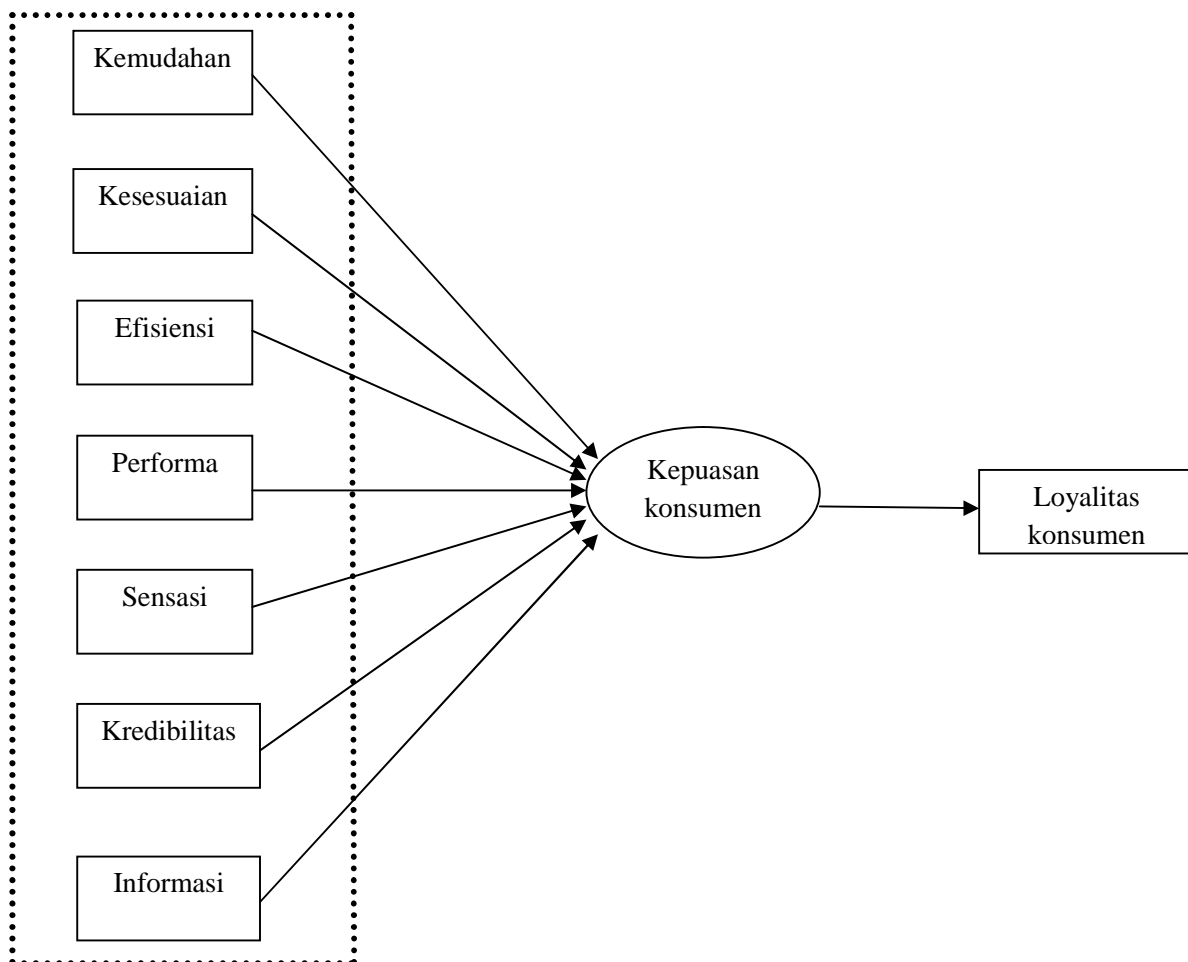 Kemudahan
Kesesuaian
Efisiensi
Performa
Sensasi
Kredibilitas
Informasi
Kepuasan
konsumen
Loyalitas
konsumen